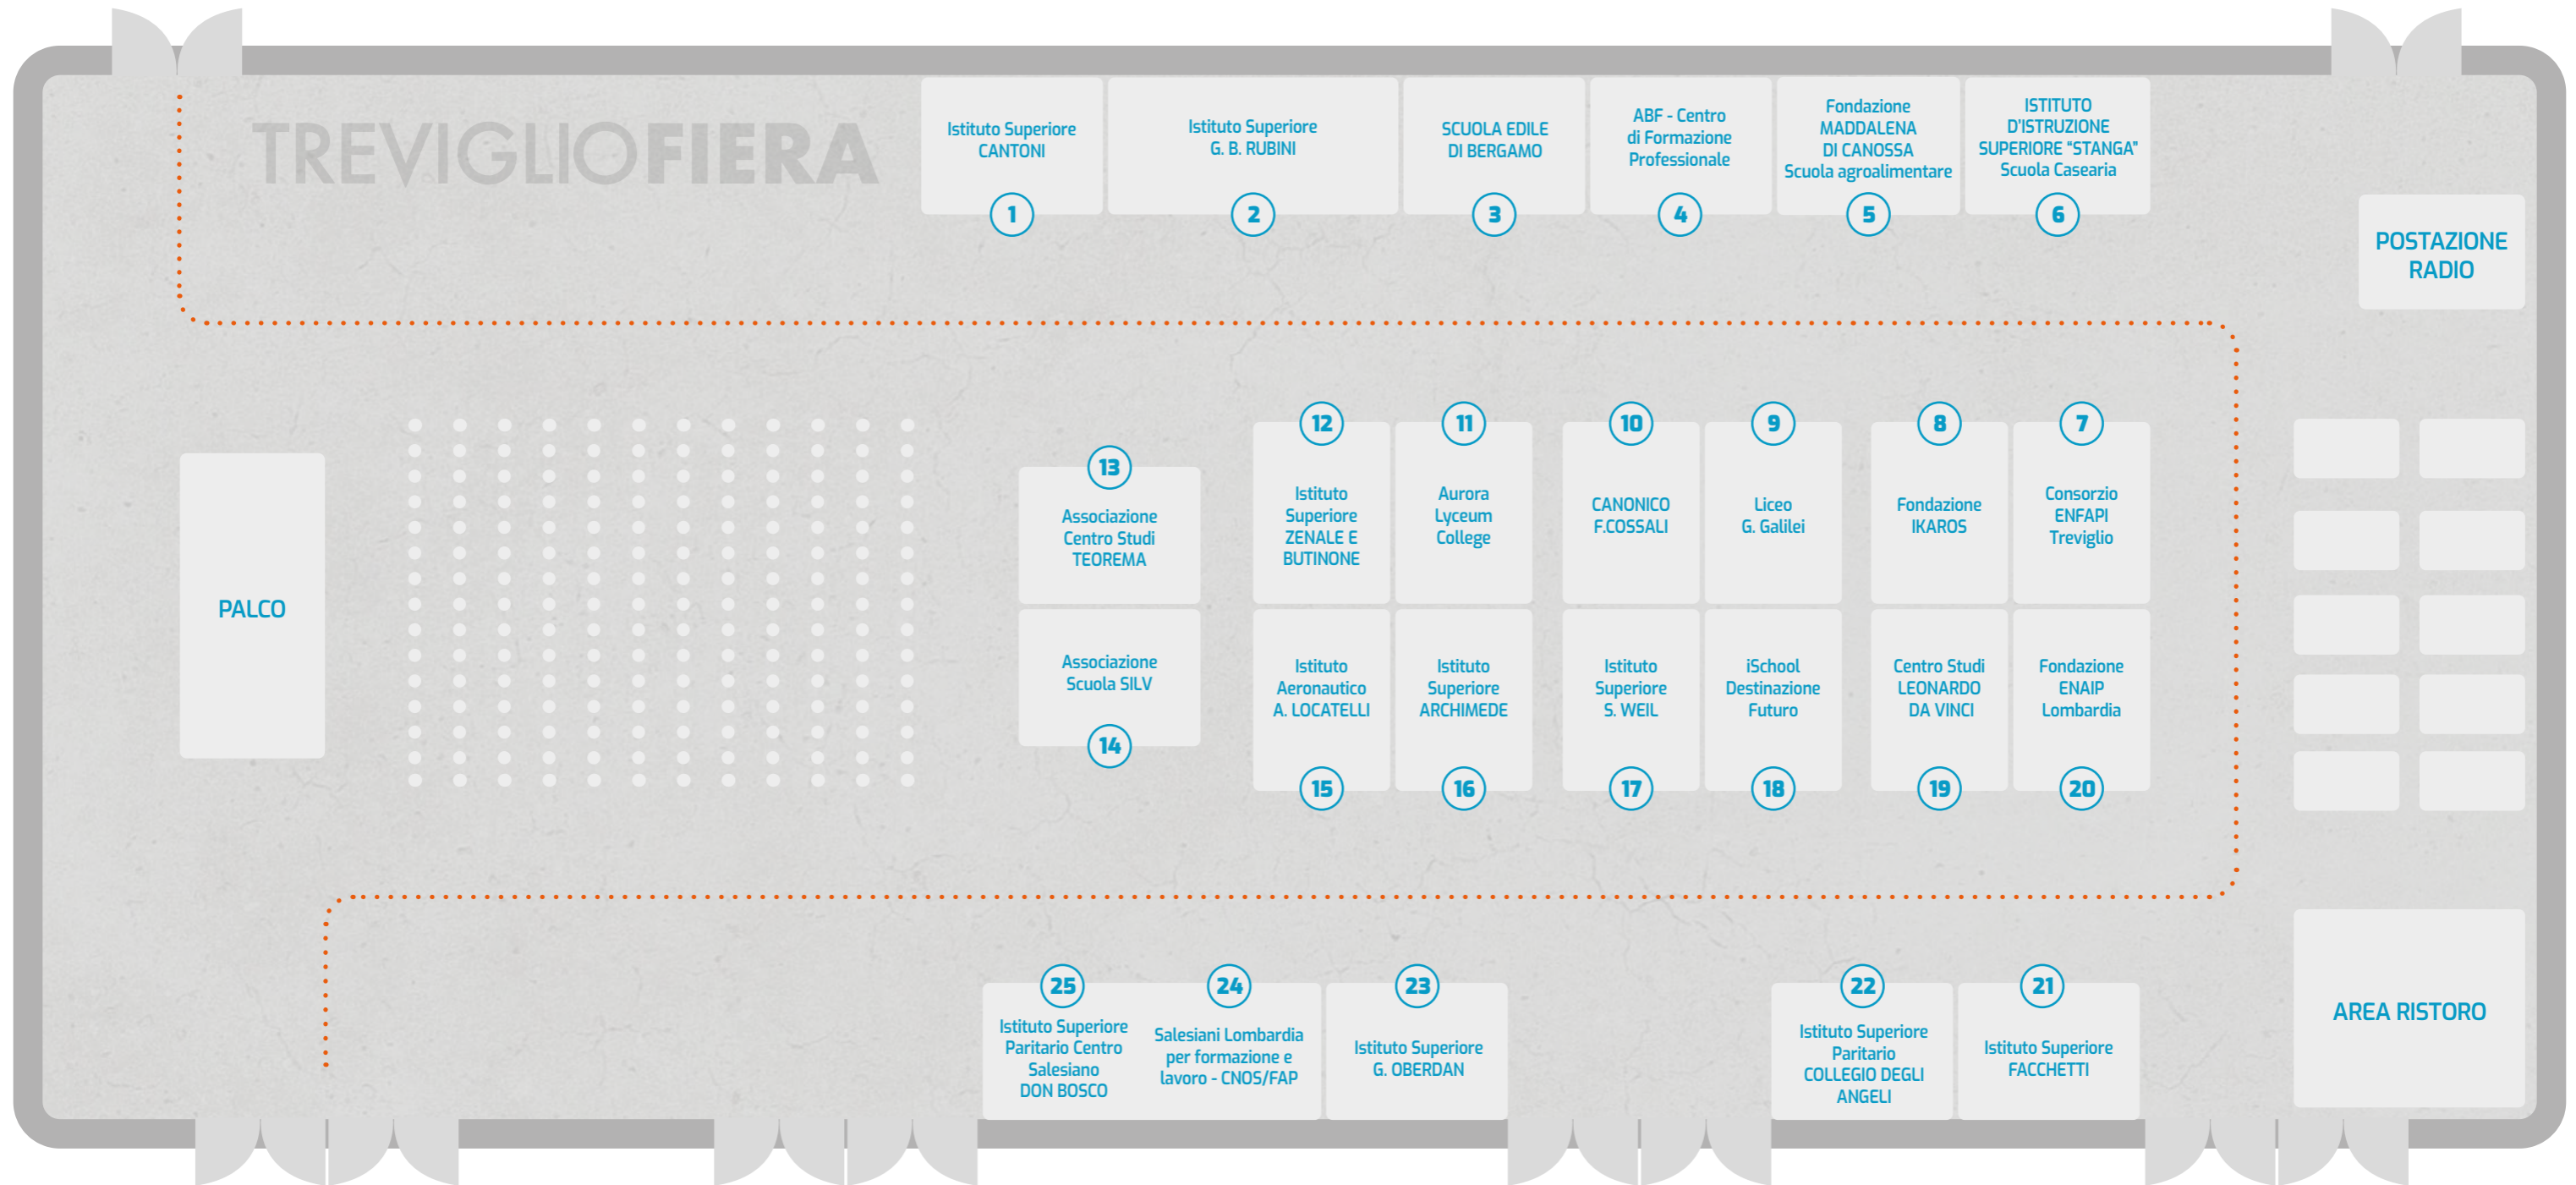 TREVIGLIOFIERA
Istituto Superiore
CANTONI
1
Istituto Superiore
G. B. RUBINI
2
SCUOLA EDILE
DI BERGAMO
3
ABF - Centro
di Formazione
Professionale
4
Fondazione
MADDALENA
DI CANOSSA
Scuola agroalimentare
5
ISTITUTO
D'ISTRUZIONE
SUPERIORE “STANGA”
Scuola Casearia
6
POSTAZIONE
RADIO
PALCO
13
Associazione
Centro Studi
TEOREMA
12
Istituto
Superiore
ZENALE E
BUTINONE
11
Aurora
Lyceum
College
10
CANONICO
F.COSSALI
9
Liceo
G. Galilei
8
Fondazione
IKAROS
7
Consorzio
ENFAPI
Treviglio
Associazione
Scuola SILV
14
Istituto
Aeronautico
A. LOCATELLI
15
Istituto
Superiore
ARCHIMEDE
16
Istituto
Superiore
S. WEIL
17
iSchool
Destinazione
Futuro
18
Centro Studi
LEONARDO
DA VINCI
19
Fondazione
ENAIP
Lombardia
20
25
Istituto Superiore
Paritario Centro
Salesiano
DON BOSCO
24
Salesiani Lombardia
per formazione e
lavoro - CNOS/FAP
23
Istituto Superiore
G. OBERDAN
22
Istituto Superiore
Paritario
COLLEGIO DEGLI
ANGELI
21
Istituto Superiore
FACCHETTI
AREA RISTORO